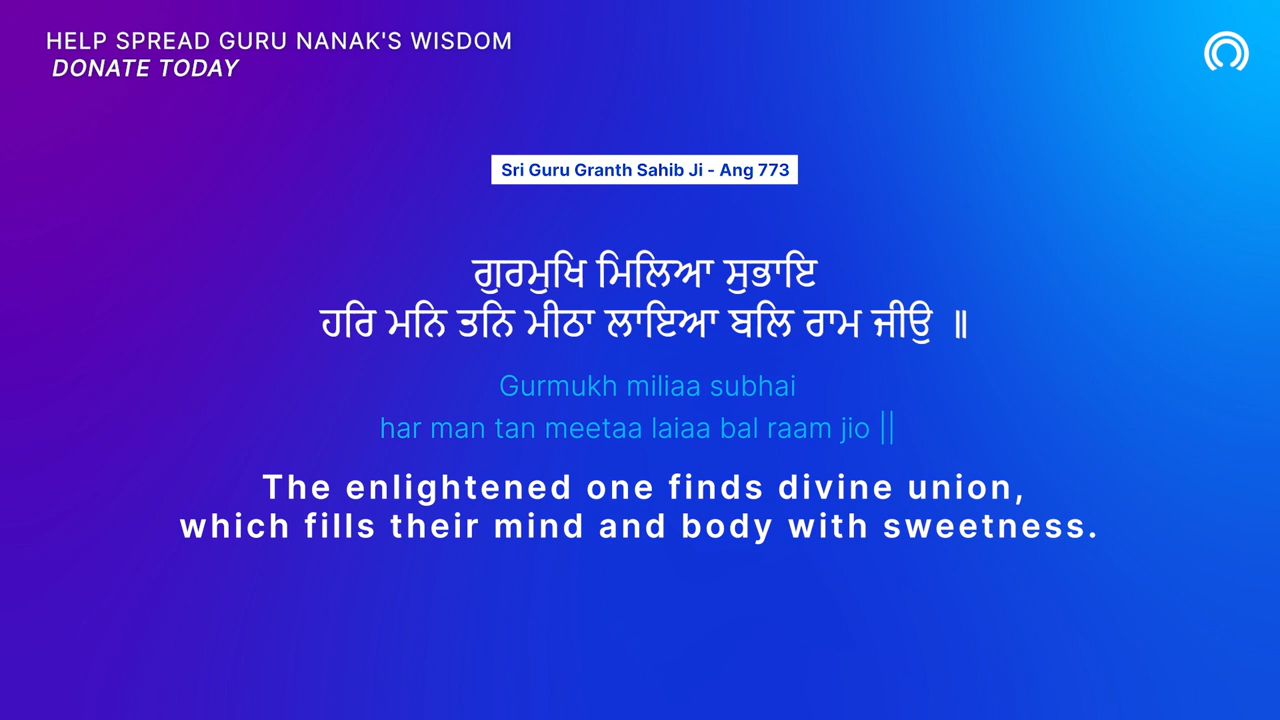 HELP SPREAD GURU NANAK'S WISDOM
DONATE TODAY
Sri Guru Granth Sahib Ji - Ang 773
ਗੁਰਮੁਖਿ ਮਿਲਿਆ ਸੁਭਾਇ
ਹਰਿ ਮਨਿ ਤਨਿ ਮੀਠਾ ਲਾਇਆ ਬਲਿ ਰਾਮ ਜੀਉ ॥
Gurmukh miliaa subhai
har man tan meetaa laiaa bal raam jio ||
The enlightened one finds divine union,
which fills their mind and body with sweetness.